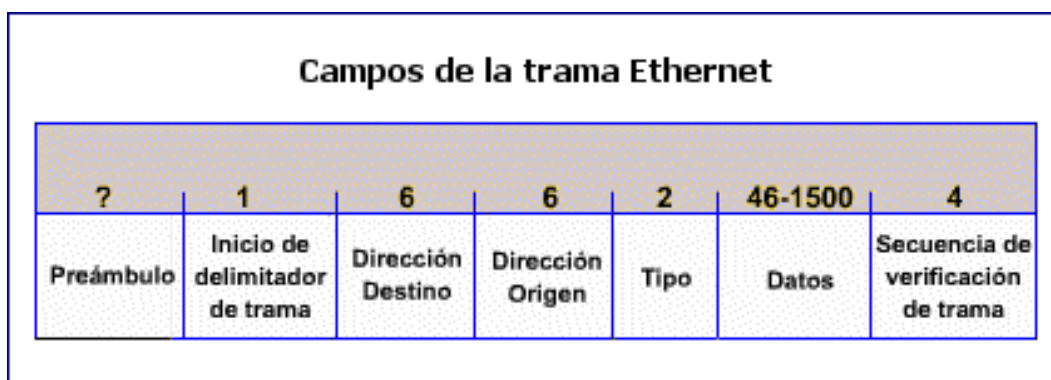 Campos de la trama Ethernet
? 1 6 6 2 46-1500 4
Preámbulo
Inicio de
delimitador
de trama
Dirección
Destino
Dirección
Origen
Tipo
Datos
Secuencia de
verificación
de trama